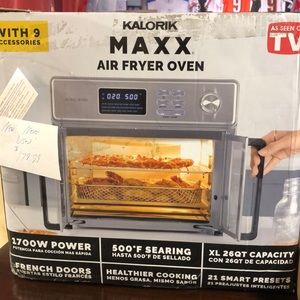 WITH 9
ACCESSORIES
KALORIK
MAXX
AIR FRYER OVEN
AS SEEN ON
TV
020 500°
New
1700W POWER
POTENCIA PARA COCCIÓN MÁS RÁPIDA
500°F SEARING
HASTA 500°F DE SELLADO
XL 26QT CAPACITY
CON 26QT DE CAPACIDAD
FRENCH DOORS
PUERTAS ESTILO FRANCÉS
HEALTHIER COOKING
MENOS GRASA, MISMO SABOR
21 SMART PRESETS
21 PREAJUSTES INTELIGENTES